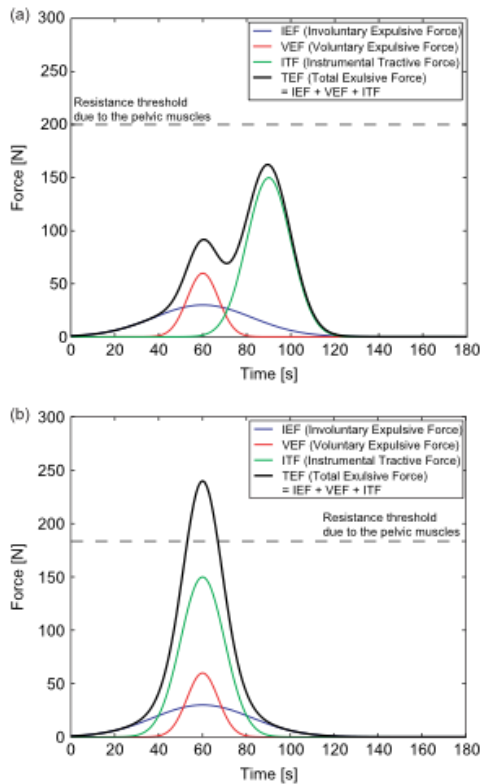 (a)
300
250
200
150
100
50
0
Force [N]
IEF (Involuntary Expulsive Force)
VEF (Voluntary Expulsive Force)
ITF (Instrumental Tractive Force)
TEF (Total Exulsive Force)
= IEF + VEF + ITF
Resistance threshold
due to the pelvic muscles
0 20 40 60 80 100 120 140 160 180
Time [s]
(b)
300
250
200
150
100
50
0
Force [N]
IEF (Involuntary Expulsive Force)
VEF (Voluntary Expulsive Force)
ITF (Instrumental Tractive Force)
TEF (Total Exulsive Force)
= IEF + VEF + ITF
Resistance threshold
due to the pelvic muscles
0 20 40 60 80 100 120 140 160 180
Time [s]